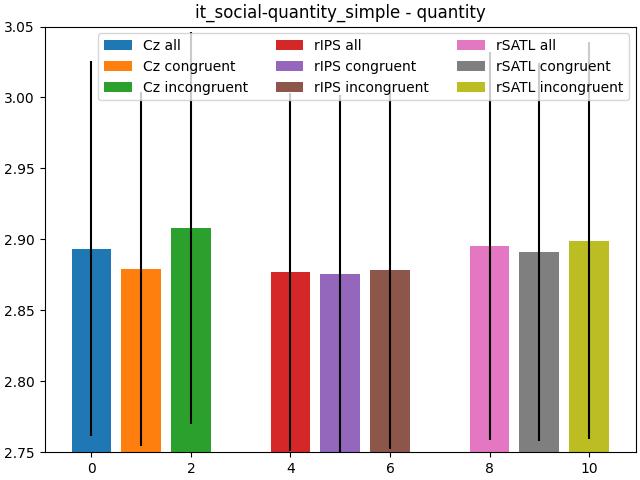 it_social-quantity_simple - quantity
Cz all
Cz congruent
Cz incongruent
rIPS all
rIPS congruent
rIPS incongruent
rSATL all
rSATL congruent
rSATL incongruent
3.05
3.00
2.95
2.90
2.85
2.80
2.75
0 2 4 6 8 10